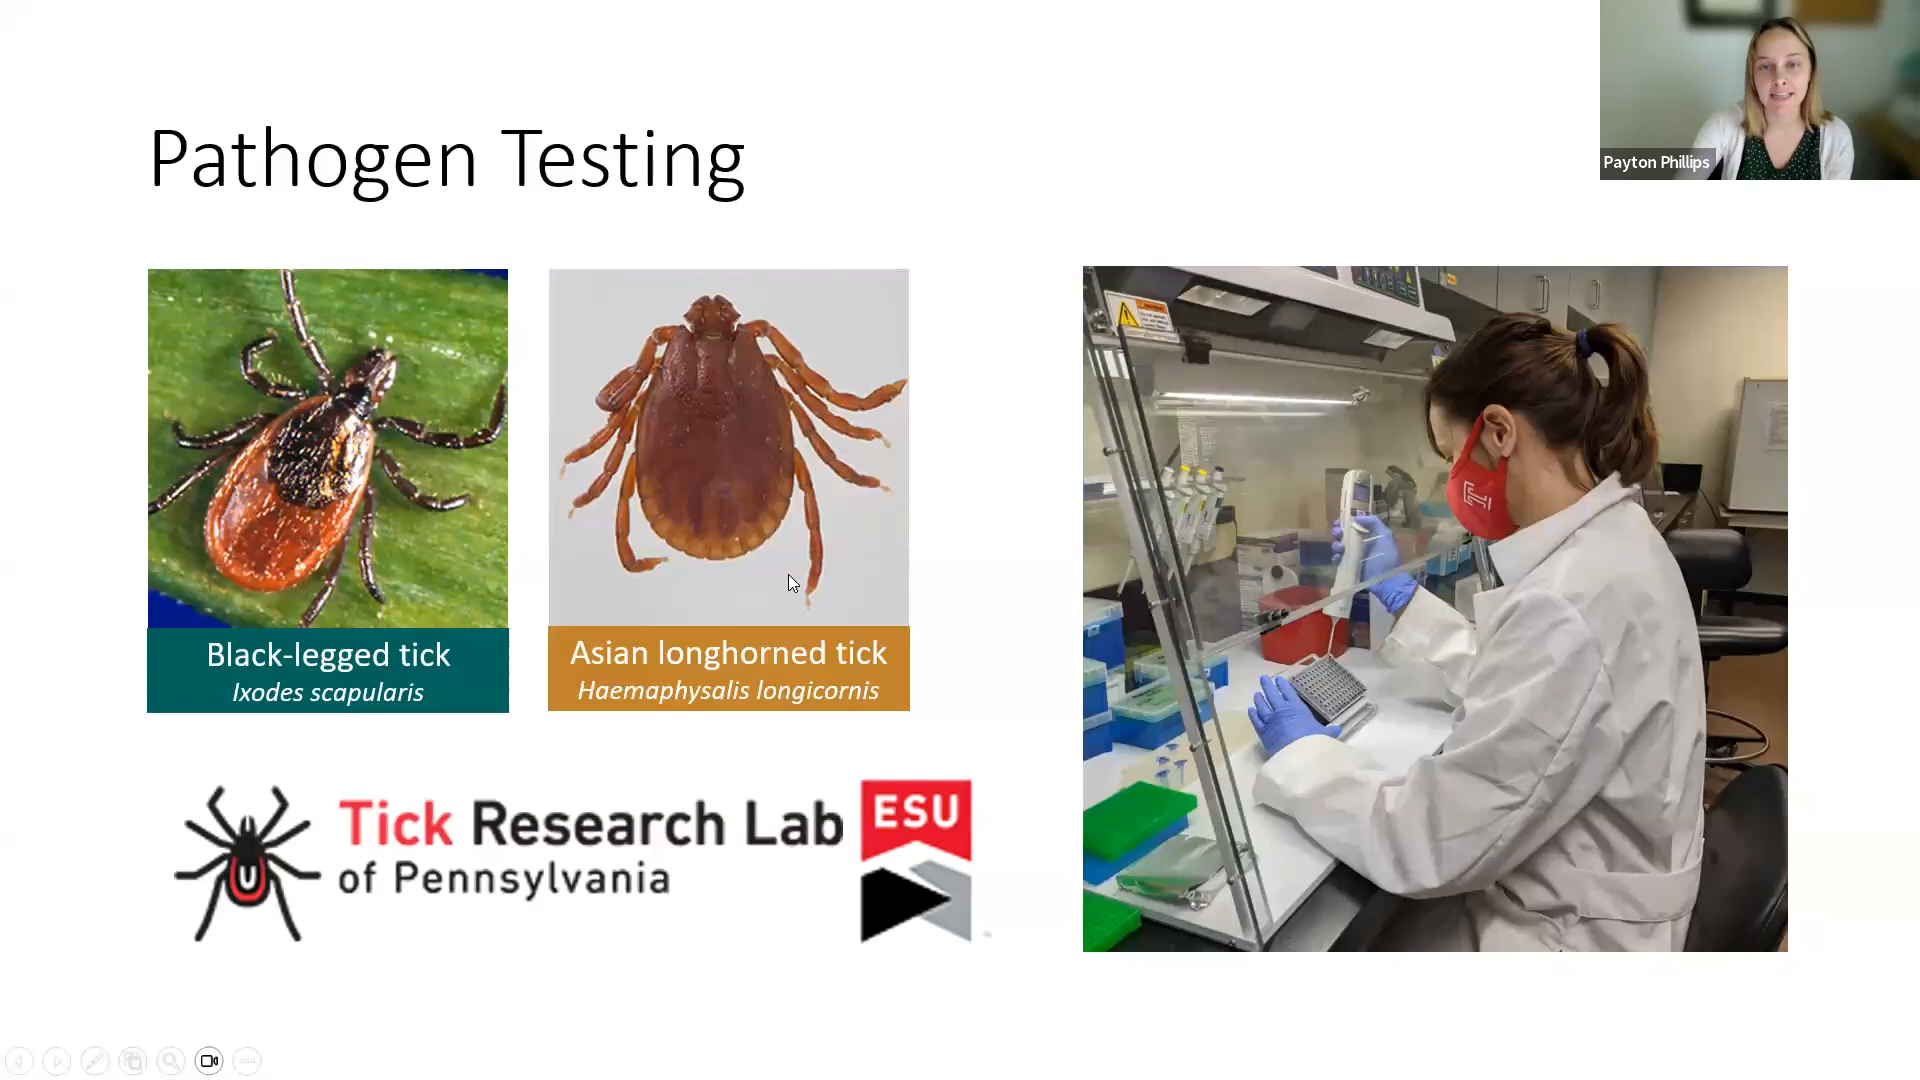 Pathogen Testing
Payton Phillips
Black-legged tick
Ixodes scapularis
Asian longhorned tick
Haemaphysalis longicornis
Tick Research Lab
of Pennsylvania
ESU